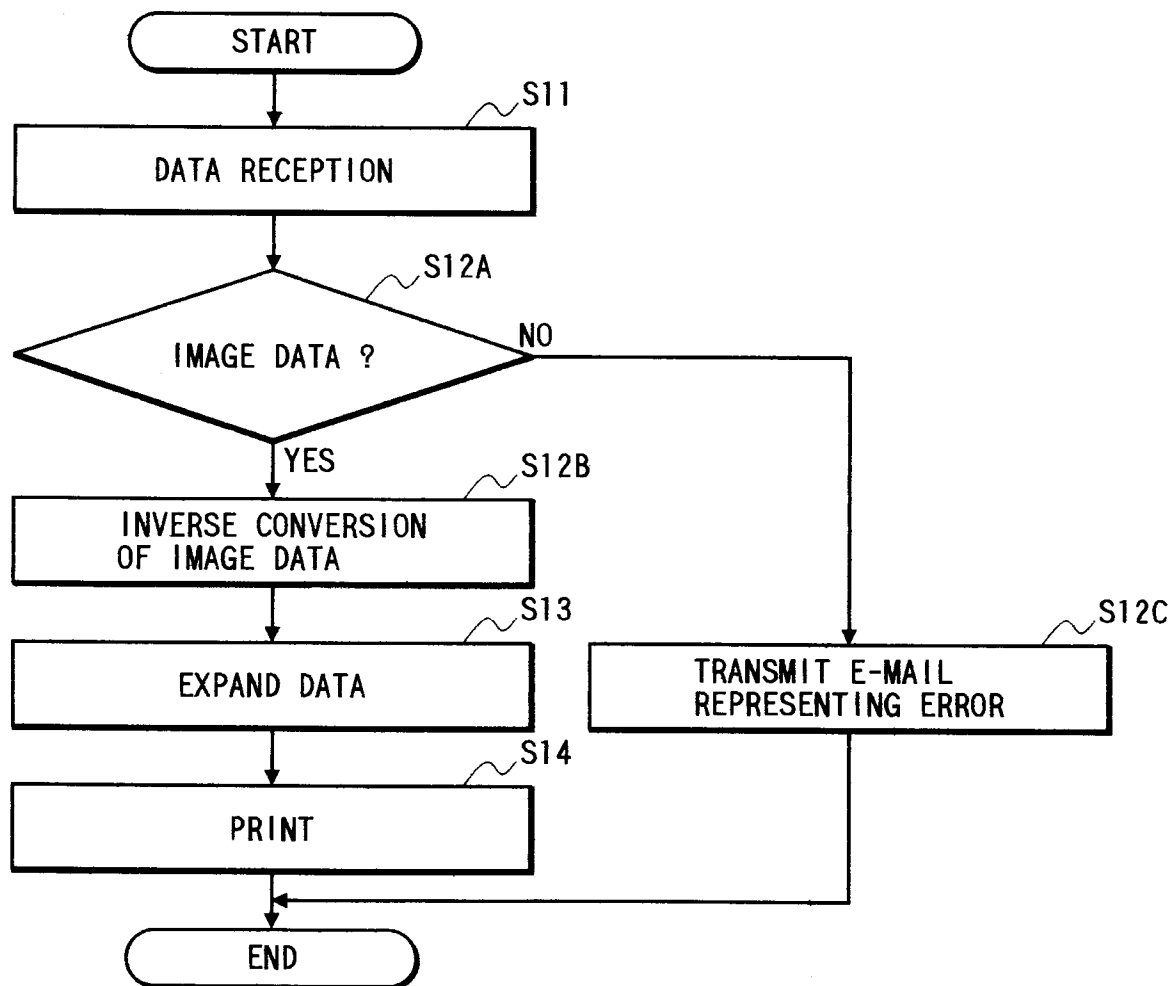 START
S11
DATA RECEPTION
S12A
IMAGE DATA ?
NO
YES
S12B
INVERSE CONVERSION
OF IMAGE DATA
S13
EXPAND DATA
S12C
TRANSMIT E-MAIL
REPRESENTING ERROR
S14
PRINT
END